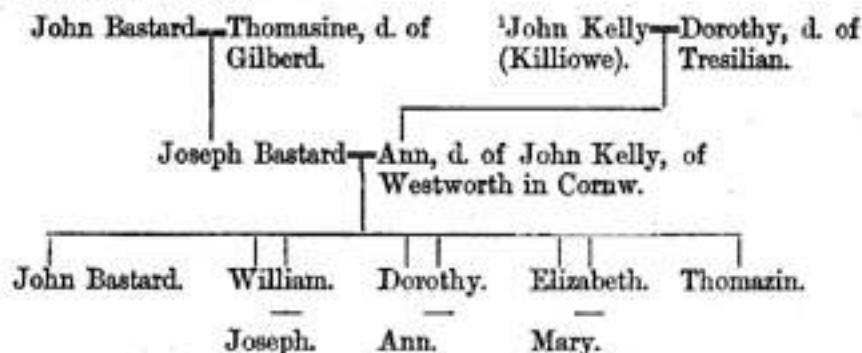 John Bastard Thomasine, d. of ¹John Kelly Dorothy, d. of
Gilberd. (Killiowe). Tresilian.
Joseph Bastard Ann, d. of John Kelly, of
Westworth in Cornw.
John Bastard. William. Dorothy. Elizabeth. Thomazin.
Joseph. Ann. Mary.